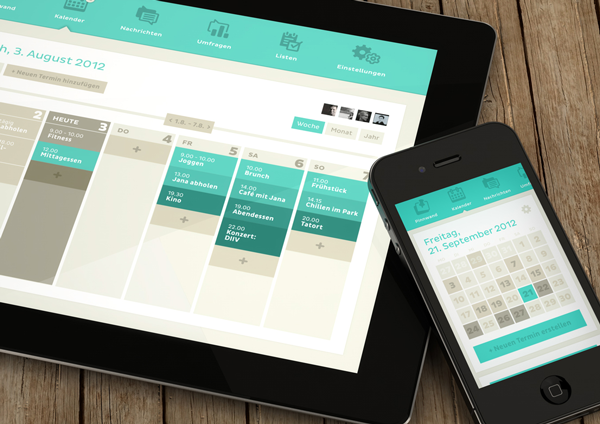 Kalender
Nachrichten
Umfragen
Listen
Einstellungen
3. August 2012
+ Neuen Termin hinzufügen
< 1.8. - 7.8. >
Woche
Monat
Jahr
2
HEUTE 3
DO 4
FR 5
SA 6
SO
abholen
9.00 - 10.00
Fitness
12.00
Mittagessen
+
+
9.00 - 10.00
Joggen
13.00
Jana abholen
19.30
Kino
+
10.00
Brunch
14.00
Café mit Jana
19.00
Abendessen
22.00
Konzert:
DIIV
+
11.00
Frühstück
14.15
Chillen im Park
20.00
Tatort
+
Pinnwand
Kalender
Nachrichten
Freitag,
21. September 2012
21
+ Neuen Termin erstellen